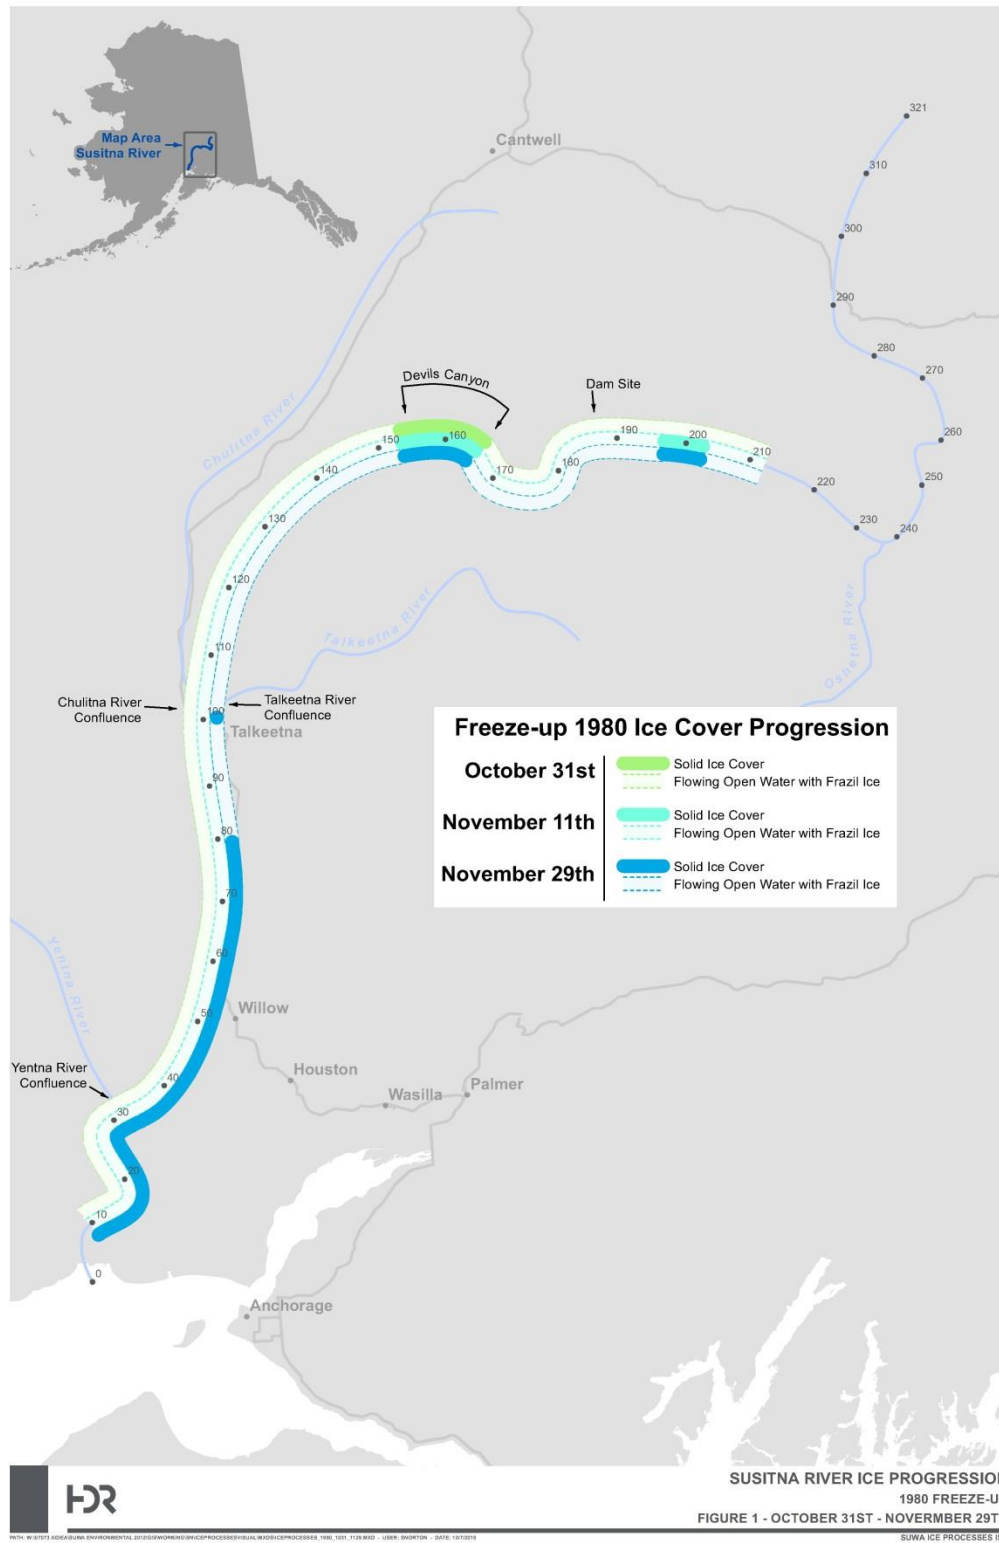 Map Area
Susitna River
Cantwell
321
310
300
290
280
270
260
250
240
230
220
210
200
190
180
170
160
150
140
130
120
110
100
90
80
70
60
50
40
30
20
10
0
Devils Canyon
Dam Site
Chulitna River
Talkeetna River
Oshetna River
Yentna River
Chulitna River
Confluence
Talkeetna River
Confluence
Talkeetna
Freeze-up 1980 Ice Cover Progression
October 31st
Solid Ice Cover
Flowing Open Water with Frazil Ice
November 11th
Solid Ice Cover
Flowing Open Water with Frazil Ice
November 29th
Solid Ice Cover
Flowing Open Water with Frazil Ice
Willow
Houston
Wasilla
Palmer
Yentna River
Confluence
Anchorage
HDR
SUSITNA RIVER ICE PROGRESSION
1980 FREEZE-U
FIGURE 1 - OCTOBER 31ST - NOVERMBER 29T
SUWA ICE PROCESSES IS